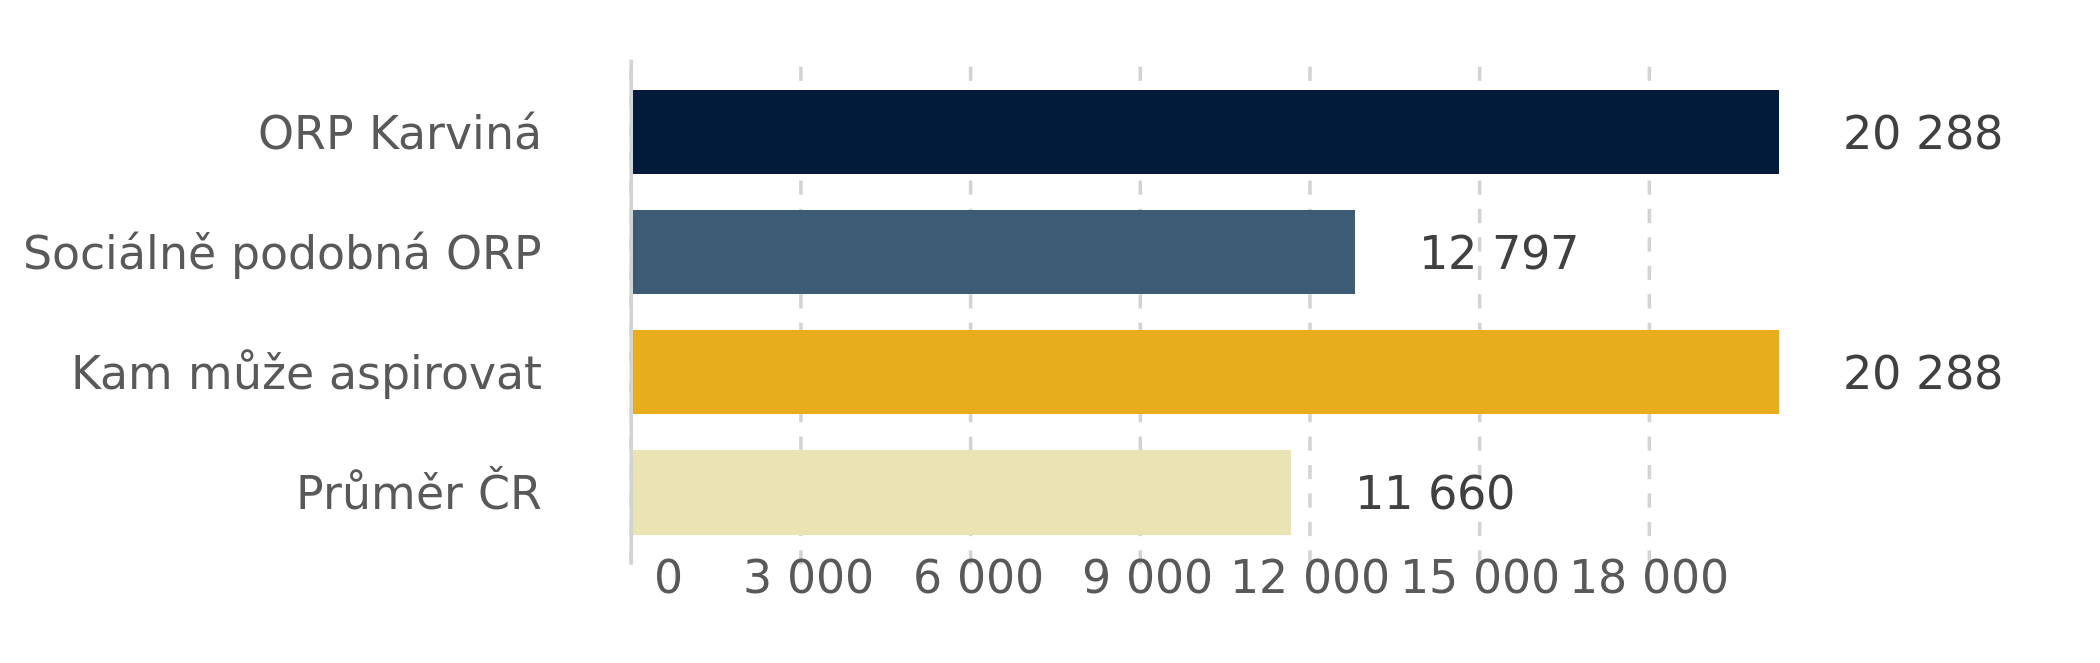 ORP Karviná 20 288
Sociálně podobná ORP 12 797
Kam může aspirovat 20 288
Průměr ČR 11 660
0 3 000 6 000 9 000 12 000 15 000 18 000